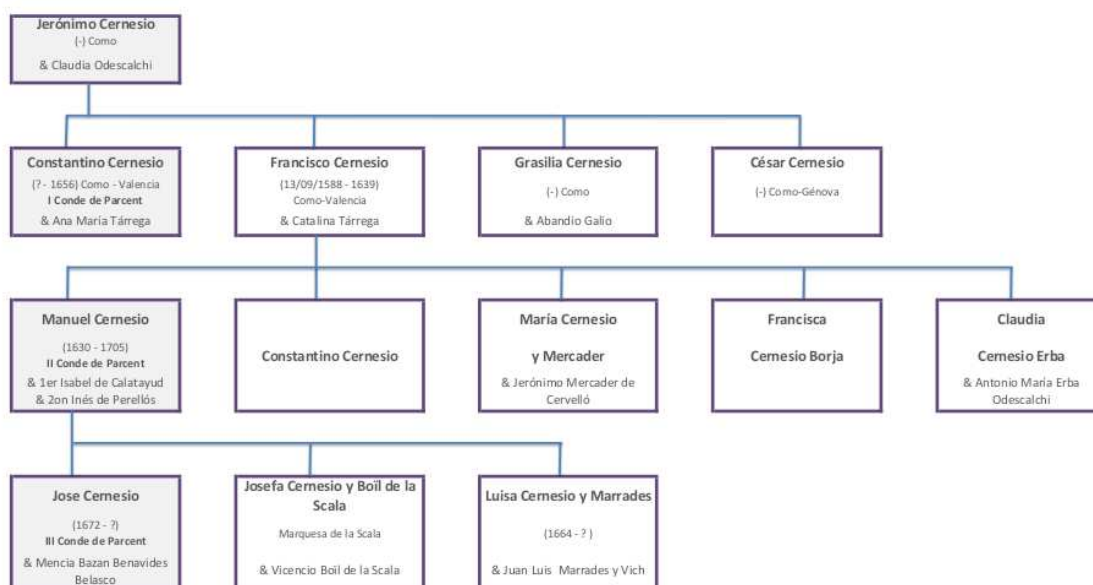 Jerónimo Cernesio
(-) Como
& Claudia Odescalchi
Constantino Cernesio
(? - 1656) Como - Valencia
I Conde de Parcent
& Ana María Tárrega
Francisco Cernesio
(13/09/1588 - 1639)
Como-Valencia
& Catalina Tárrega
Grasilia Cernesio
(-) Como
& Abandio Galio
César Cernesio
(-) Como-Génova
Manuel Cernesio
(1630 - 1705)
II Conde de Parcent
& 1er Isabel de Calatayud
& 2on Inés de Perellós
Constantino Cernesio
María Cernesio
y Mercader
& Jerónimo Mercader de
Cervelló
Francisca
Cernesio Borja
Claudia
Cernesio Erba
& Antonio María Erba
Odescalchi
Jose Cernesio
(1672 - ?)
III Conde de Parcent
& Mencia Bazan Benavides
Belasco
Josefa Cernesio y Boïl de la
Scala
Marquesa de la Scala
& Vicencio Boïl de la Scala
Luisa Cernesio y Marrades
(1664 - ? )
& Juan Luis Marrades y Vich